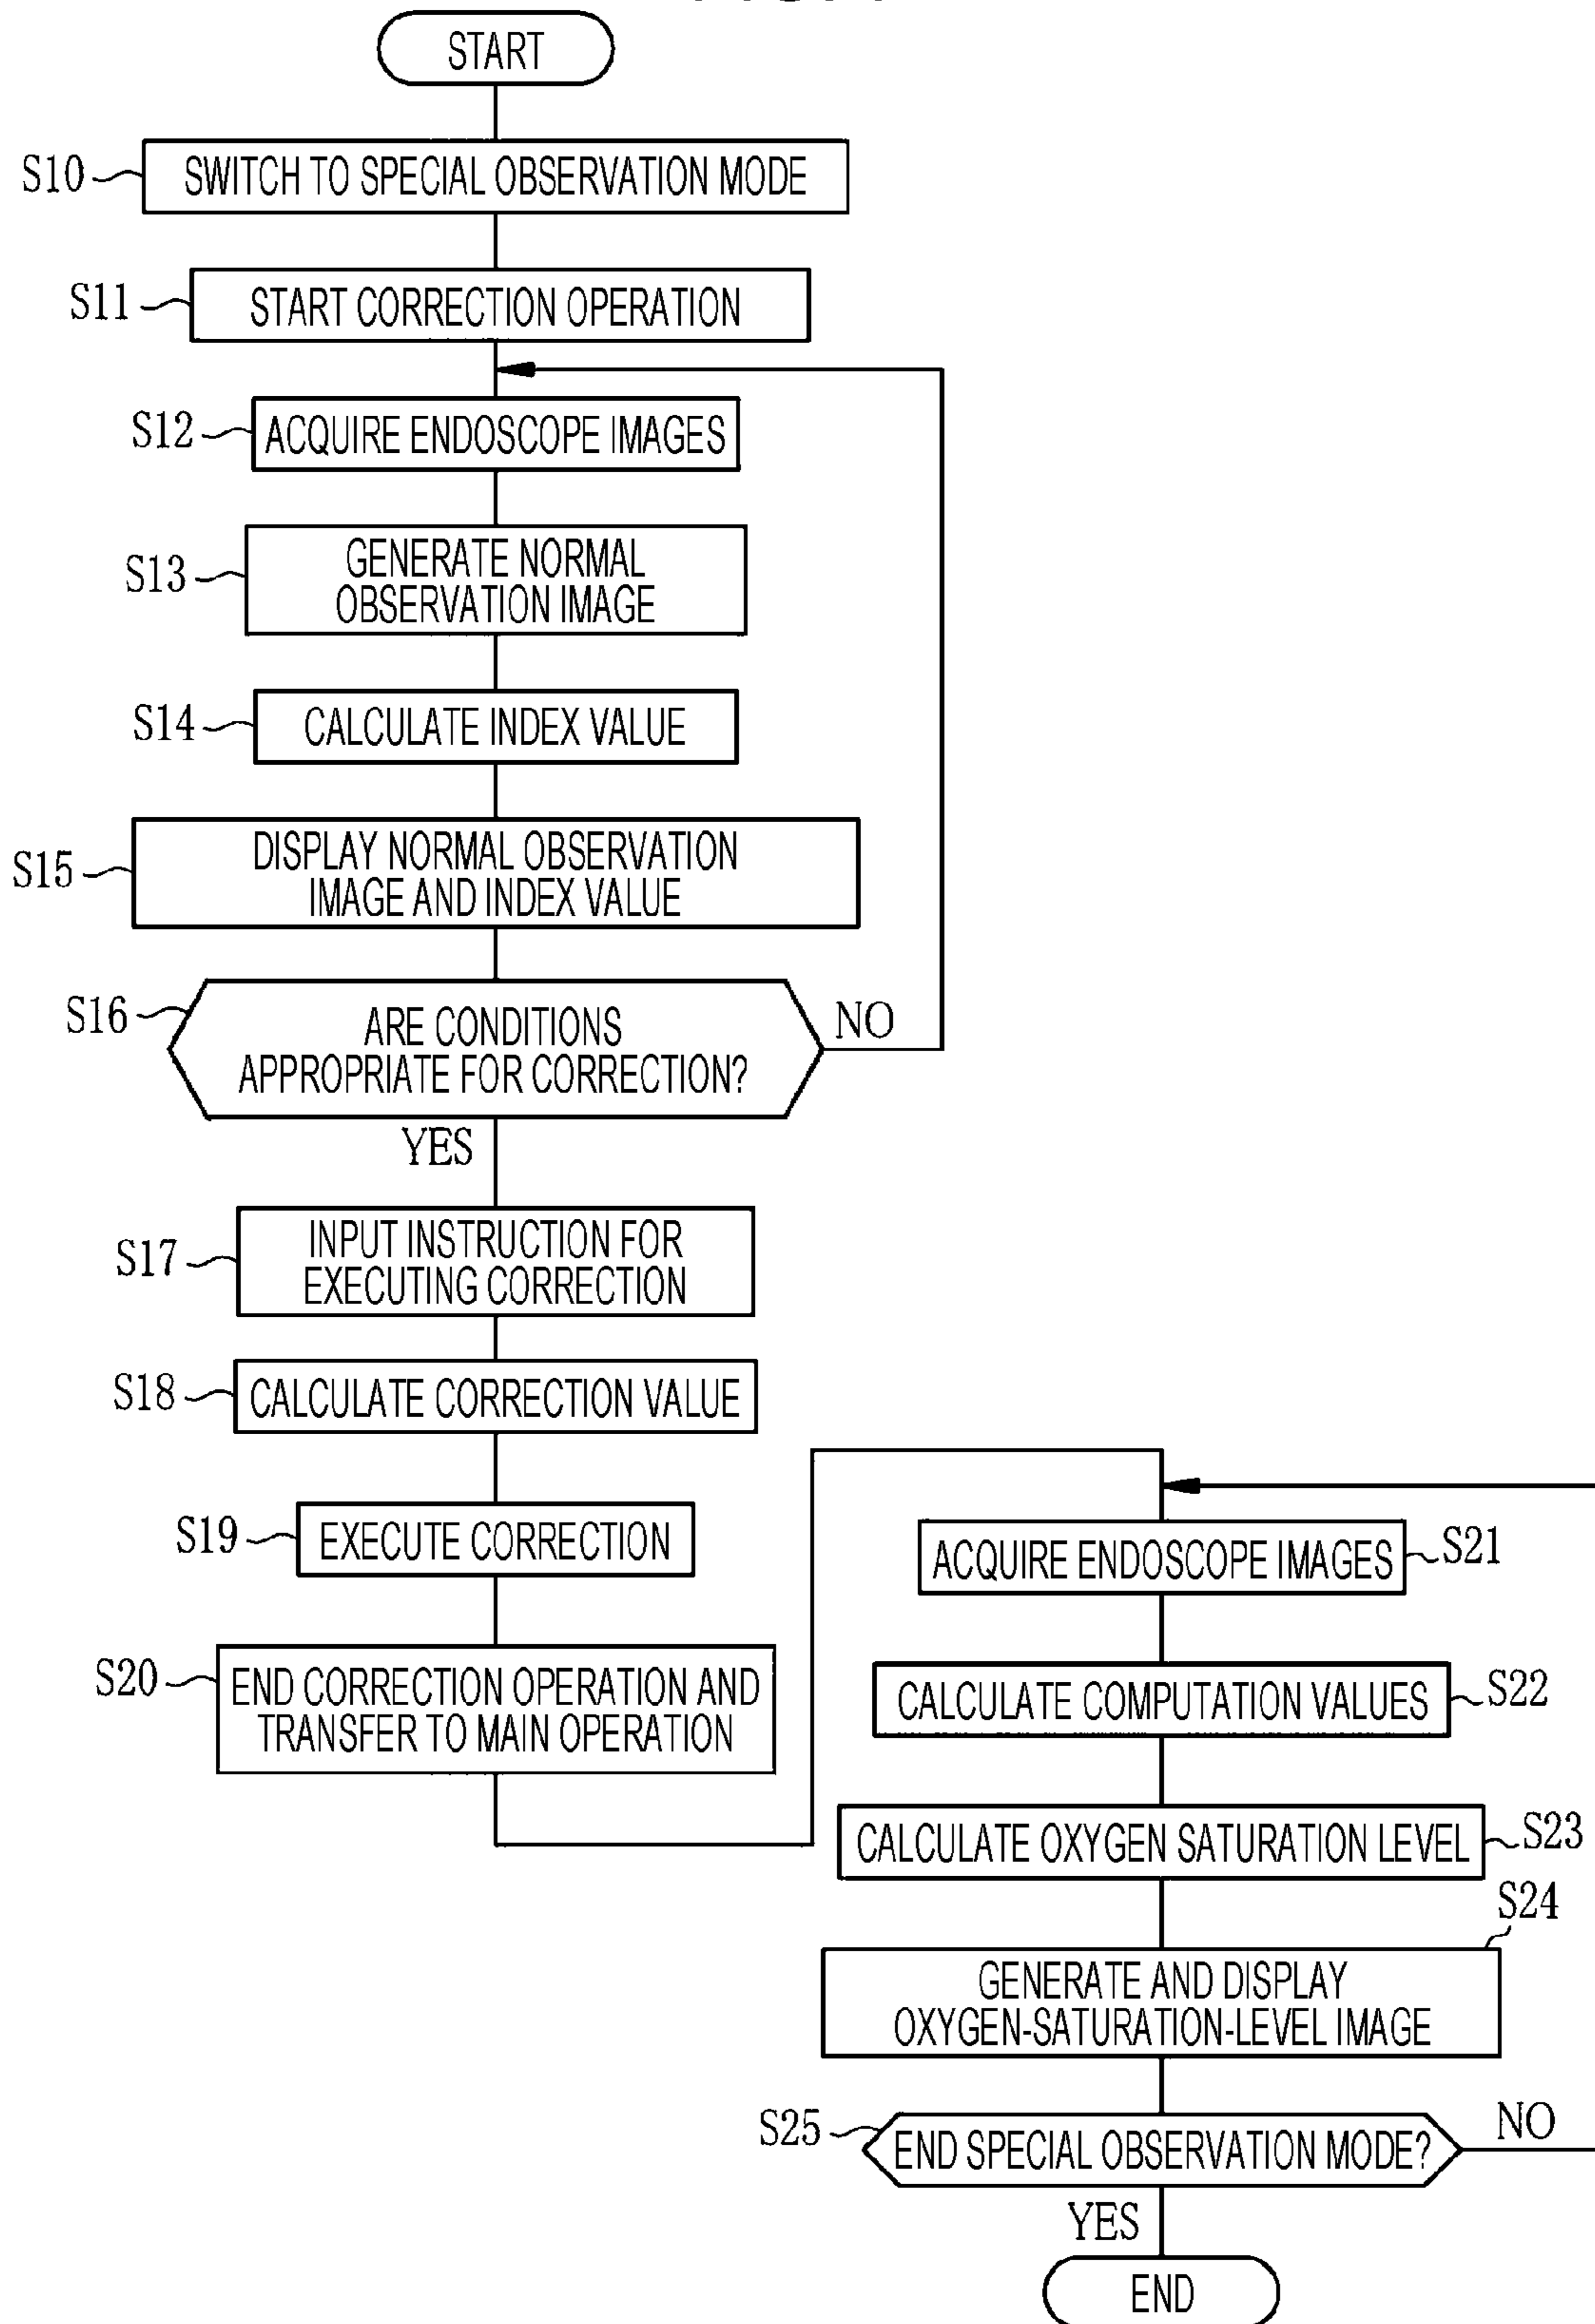 START
S10
SWITCH TO SPECIAL OBSERVATION MODE
S11
START CORRECTION OPERATION
S12
ACQUIRE ENDOSCOPE IMAGES
S13
GENERATE NORMAL
OBSERVATION IMAGE
S14
CALCULATE INDEX VALUE
S15
DISPLAY NORMAL OBSERVATION
IMAGE AND INDEX VALUE
S16
ARE CONDITIONS
APPROPRIATE FOR CORRECTION?
NO
YES
S17
INPUT INSTRUCTION FOR
EXECUTING CORRECTION
S18
CALCULATE CORRECTION VALUE
S19
EXECUTE CORRECTION
S20
END CORRECTION OPERATION AND
TRANSFER TO MAIN OPERATION
ACQUIRE ENDOSCOPE IMAGES
S21
CALCULATE COMPUTATION VALUES
S22
CALCULATE OXYGEN SATURATION LEVEL
S23
S24
GENERATE AND DISPLAY
OXYGEN-SATURATION-LEVEL IMAGE
S25
END SPECIAL OBSERVATION MODE?
NO
YES
END